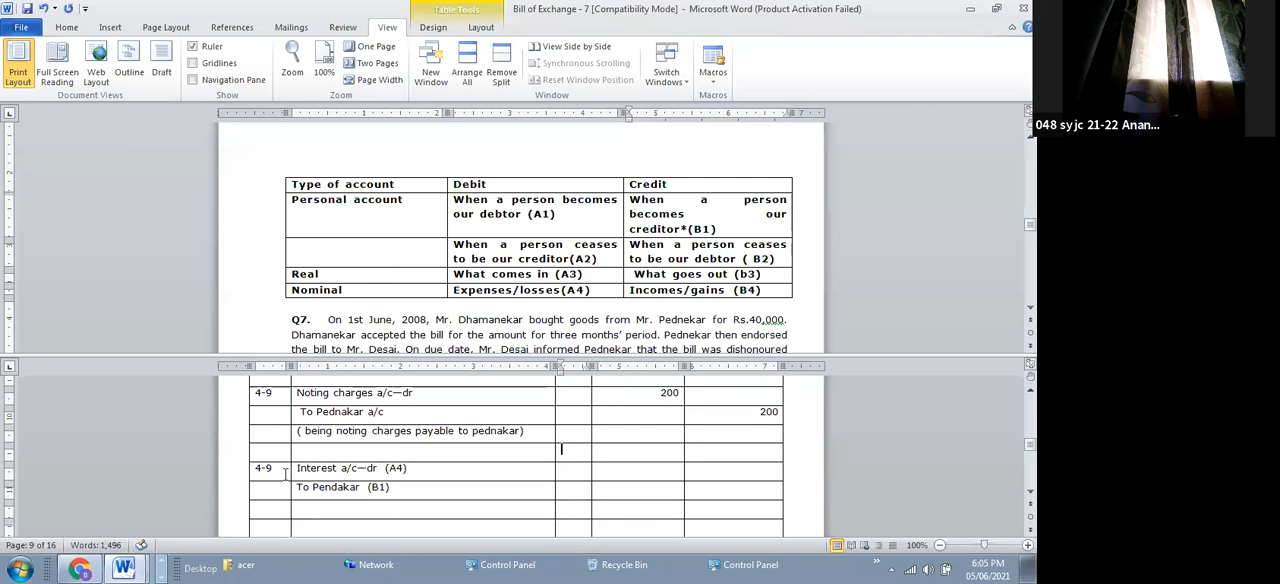 Table Tools
Bill of Exchange - 7 [Compatibility Mode] - Microsoft Word (Product Activation Failed)
File Home Insert Page Layout References Mailings Review View Design Layout
Print Layout
Full Screen Reading
Web Layout
Outline
Draft
Document Views
Ruler
Gridlines
Navigation Pane
Show
Zoom
100%
One Page
Two Pages
Page Width
Zoom
New Window
Arrange All
Remove Split
View Side by Side
Synchronous Scrolling
Reset Window Position
Window
Switch Windows
Macros
Macros
048 syjc 21-22 Anan...
Type of account Debit Credit
Personal account When a person becomes our debtor (A1) When a person becomes our creditor*(B1)
When a person ceases to be our creditor(A2) When a person ceases to be our debtor ( B2)
Real What comes in (A3) What goes out (b3)
Nominal Expenses/losses(A4) Incomes/gains (B4)
Q7. On 1st June, 2008, Mr. Dhamanekar bought goods from Mr. Pednekar for Rs.40,000.
Dhamanekar accepted the bill for the amount for three months' period. Pednekar then endorsed
the bill to Mr. Desai. On due date, Mr. Desai informed Pednekar that the bill was dishonoured
4-9 Noting charges a/c—dr 200
To Pednakar a/c 200
( being noting charges payable to pednakar)
4-9 Interest a/c—dr (A4)
To Pendakar (B1)
Page: 9 of 16 Words: 1,496 100%
Desktop acer Network Control Panel Recycle Bin Control Panel
6:05 PM
05/06/2021